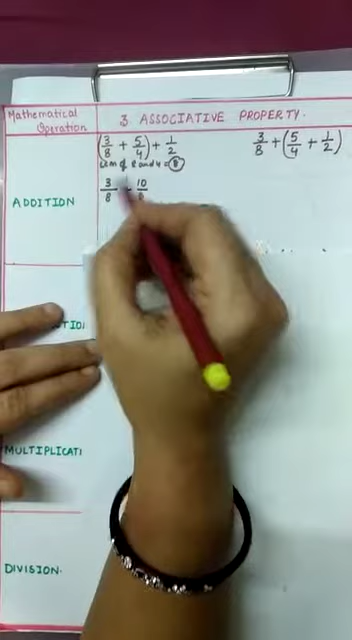 Mathematical Operation
3 ASSOCIATIVE PROPERTY.
ADDITION
(3/8 + 5/4) + 1/2
3/8 + (5/4 + 1/2)
LCM of 8 and 4 = 8
3/8 + 10/8
MULTIPLICATI
DIVISION.